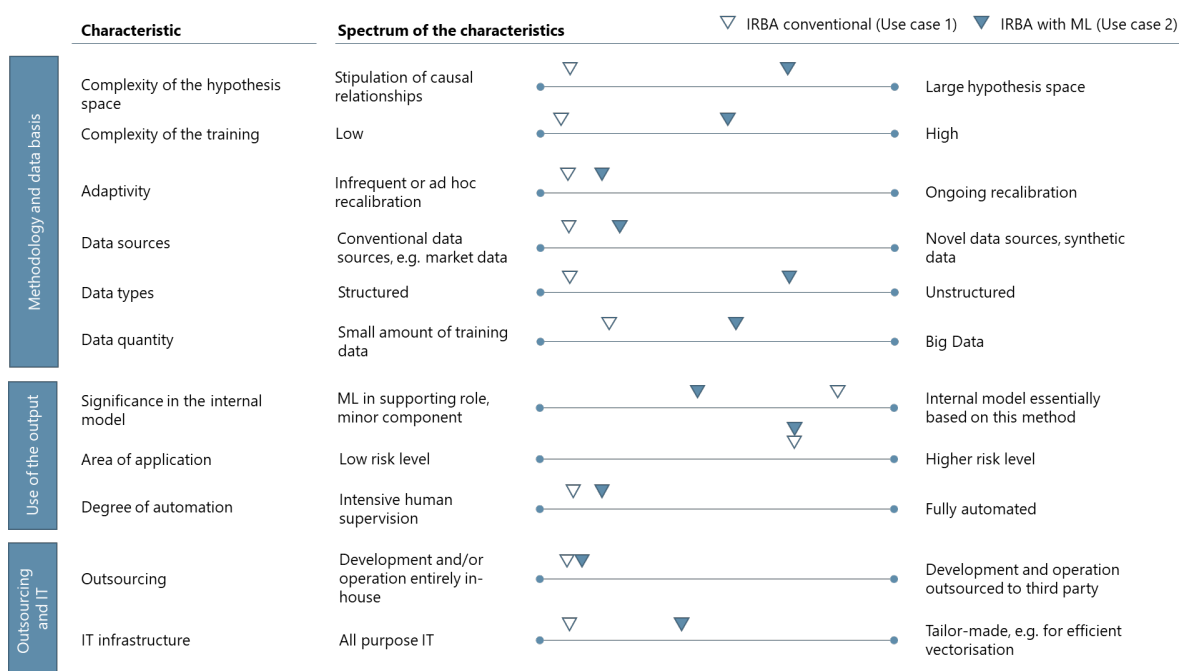 IRBA conventional (Use case 1)
IRBA with ML (Use case 2)
Characteristic
Spectrum of the characteristics
Methodology and data basis
Complexity of the hypothesis
space
Stipulation of causal
relationships
Large hypothesis space
Complexity of the training
Low
High
Adaptivity
Infrequent or ad hoc
recalibration
Ongoing recalibration
Data sources
Conventional data
sources, e.g. market data
Novel data sources, synthetic
data
Data types
Structured
Unstructured
Data quantity
Small amount of training
data
Big Data
Use of the output
Significance in the internal
model
ML in supporting role,
minor component
Internal model essentially
based on this method
Area of application
Low risk level
Higher risk level
Degree of automation
Intensive human
supervision
Fully automated
Outsourcing
and IT
Outsourcing
Development and/or
operation entirely in-
house
Development and operation
outsourced to third party
IT infrastructure
All purpose IT
Tailor-made, e.g. for efficient
vectorisation